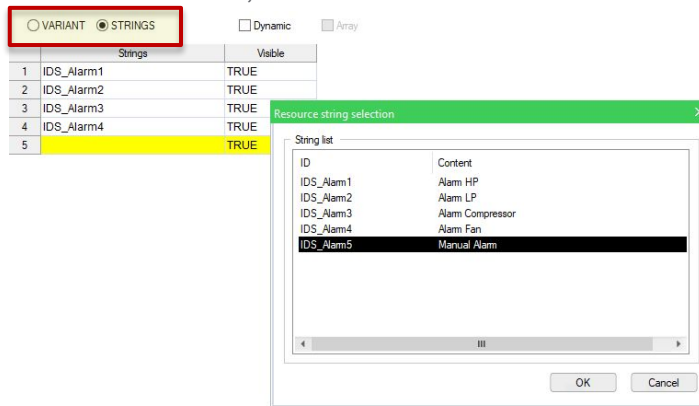 VARIANT STRINGS Dynamic Array
Strings Visible
1 IDS_Alarm1 TRUE
2 IDS_Alarm2 TRUE
3 IDS_Alarm3 TRUE
4 IDS_Alarm4 TRUE
5 TRUE
Resource string selection
String list
ID Content
IDS_Alarm1 Alarm HP
IDS_Alarm2 Alarm LP
IDS_Alarm3 Alarm Compressor
IDS_Alarm4 Alarm Fan
IDS_Alarm5 Manual Alarm
OK Cancel